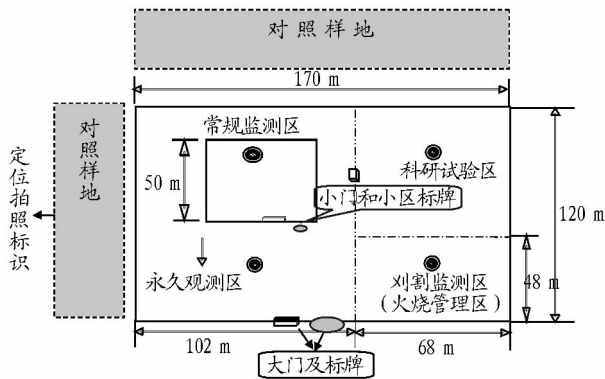 对照样地
170 m
对照样地
定位拍照标识
常规监测区
科研试验区
50 m
小门和小区标牌
120 m
永久观测区
刈割监测区
(火烧管理区)
48 m
102 m
68 m
大门及标牌